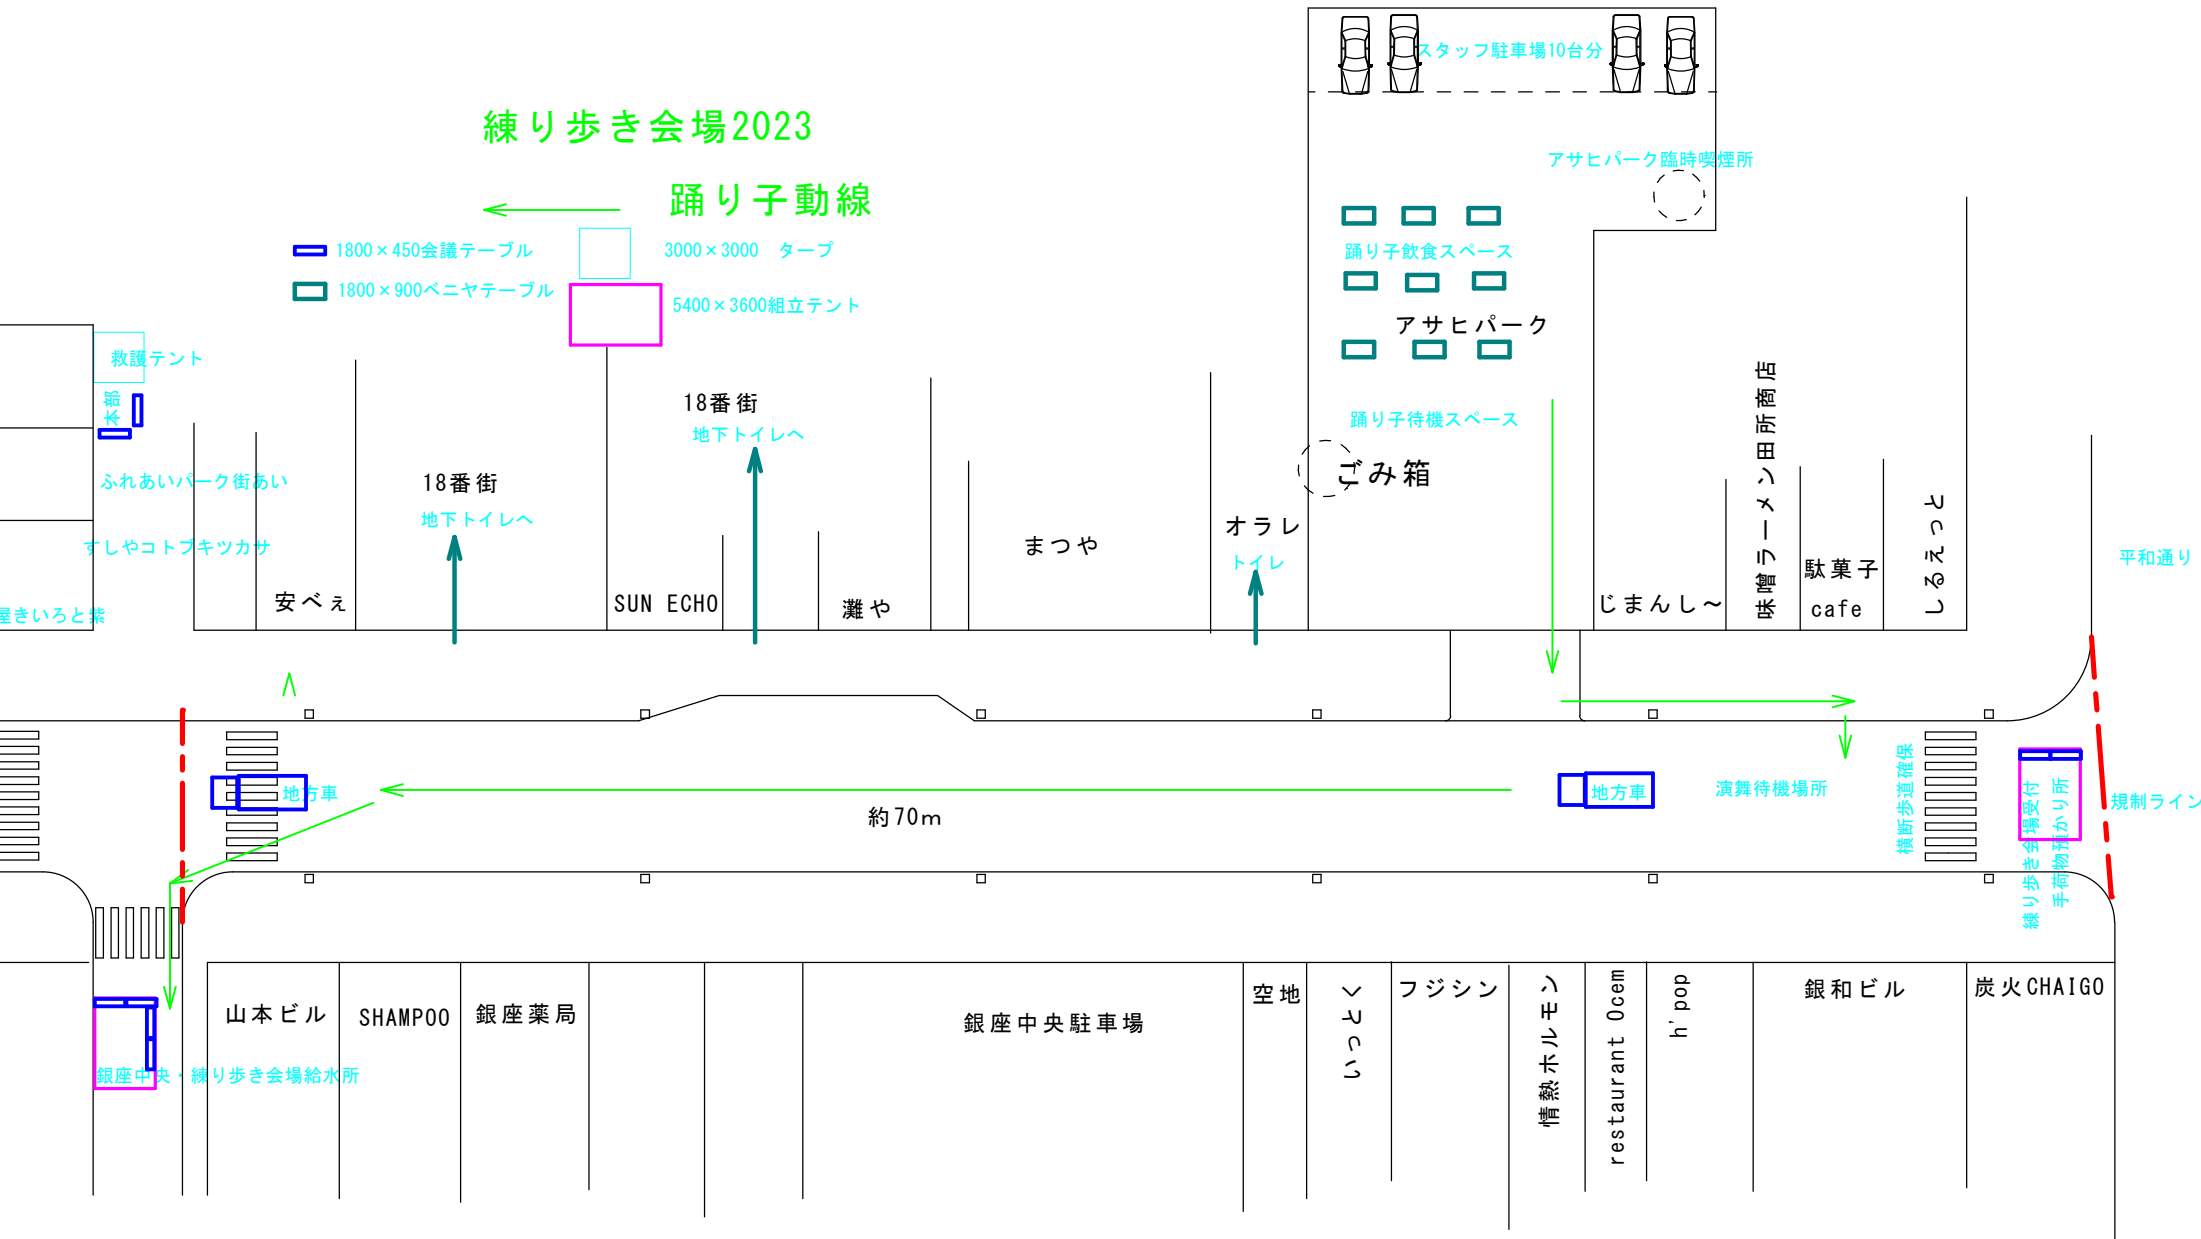 スタッフ駐車場10台分
練り歩き会場2023
アサヒパーク臨時喫煙所
踊り子動線
1800×450会議テーブル
3000×3000 タープ
踊り子飲食スペース
1800×900ベニヤテーブル
5400×3600組立テント
アサヒパーク
救護テント
本部
18番街
地下トイレへ
踊り子待機スペース
ふれあいパーク街あい
18番街
地下トイレへ
ごみ箱
すしやコトブキツカサ
まつや
オラレ
トイレ
味噌ラーメン田所商店
駄菓子
cafe
しるえっと
平和通り
屋きいろと紫
安べぇ
SUN ECHO
灘や
じまんし~
地方車
約70m
地方車
演舞待機場所
横断歩道確保
練り歩き会場受付
手荷物預かり所
規制ライン
山本ビル
SHAMPOO
銀座薬局
銀座中央駐車場
空地
いっとく
フジシン
情熱ホルモン
restaurant Ocem
h'pop
銀和ビル
炭火CHAIGO
銀座中央・練り歩き会場給水所